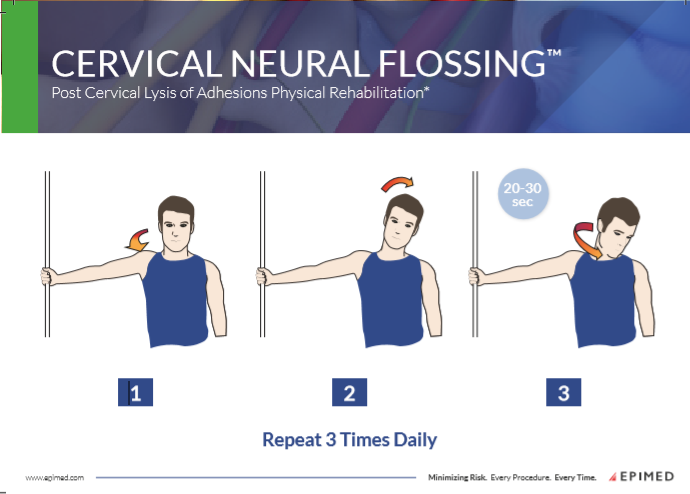 CERVICAL NEURAL FLOSSING™
Post Cervical Lysis of Adhesions Physical Rehabilitation*
20-30
sec
1
2
3
Repeat 3 Times Daily
www.epimed.com
Minimizing Risk. Every Procedure. Every Time.
EPIMED